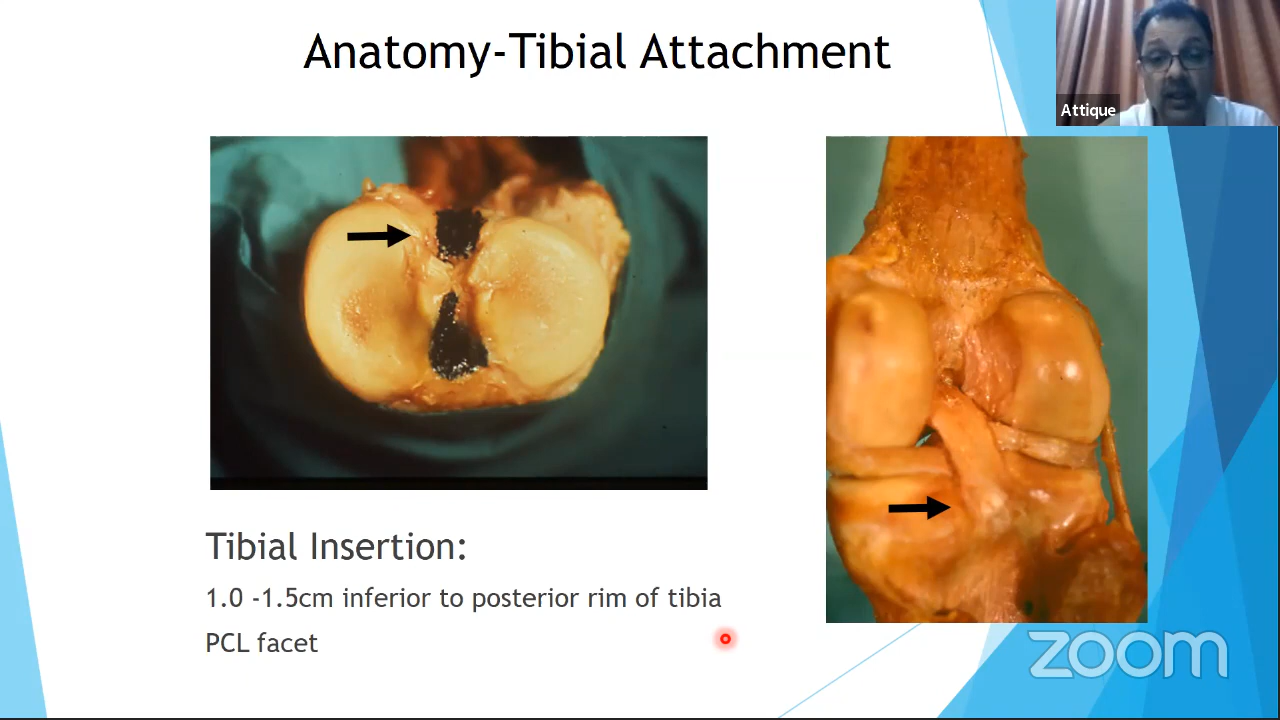 Anatomy-Tibial Attachment
Attique
Tibial Insertion:
1.0 -1.5cm inferior to posterior rim of tibia
PCL facet
zoom